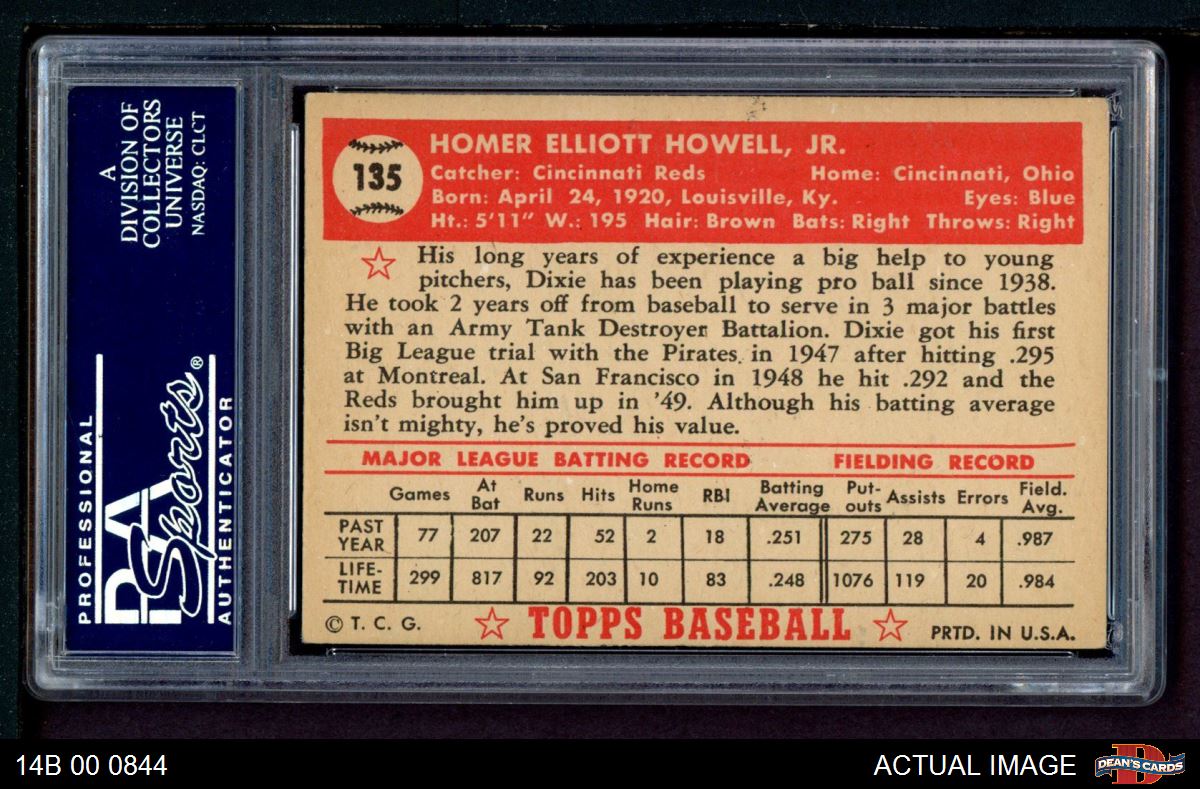 A
DIVISION OF
COLLECTORS
UNIVERSE
NASDAQ: CLCT
PROFESSIONAL
PSA
Sports®
AUTHENTICATOR
135
HOMER ELLIOTT HOWELL, JR.
Catcher: Cincinnati Reds Home: Cincinnati, Ohio
Born: April 24, 1920, Louisville, Ky. Eyes: Blue
Ht.: 5'11" W.: 195 Hair: Brown Bats: Right Throws: Right
His long years of experience a big help to young
pitchers, Dixie has been playing pro ball since 1938.
He took 2 years off from baseball to serve in 3 major battles
with an Army Tank Destroyer Battalion. Dixie got his first
Big League trial with the Pirates in 1947 after hitting .295
at Montreal. At San Francisco in 1948 he hit .292 and the
Reds brought him up in '49. Although his batting average
isn't mighty, he's proved his value.
MAJOR LEAGUE BATTING RECORD FIELDING RECORD
Games At Bat Runs Hits Home Runs RBI Batting Average Put-outs Assists Errors Field. Avg.
PAST YEAR 77 207 22 52 2 18 .251 275 28 4 .987
LIFE-TIME 299 817 92 203 10 83 .248 1076 119 20 .984
© T. C. G. TOPPS BASEBALL PRTD. IN U.S.A.
14B 00 0844 ACTUAL IMAGE D DEAN'S CARDS